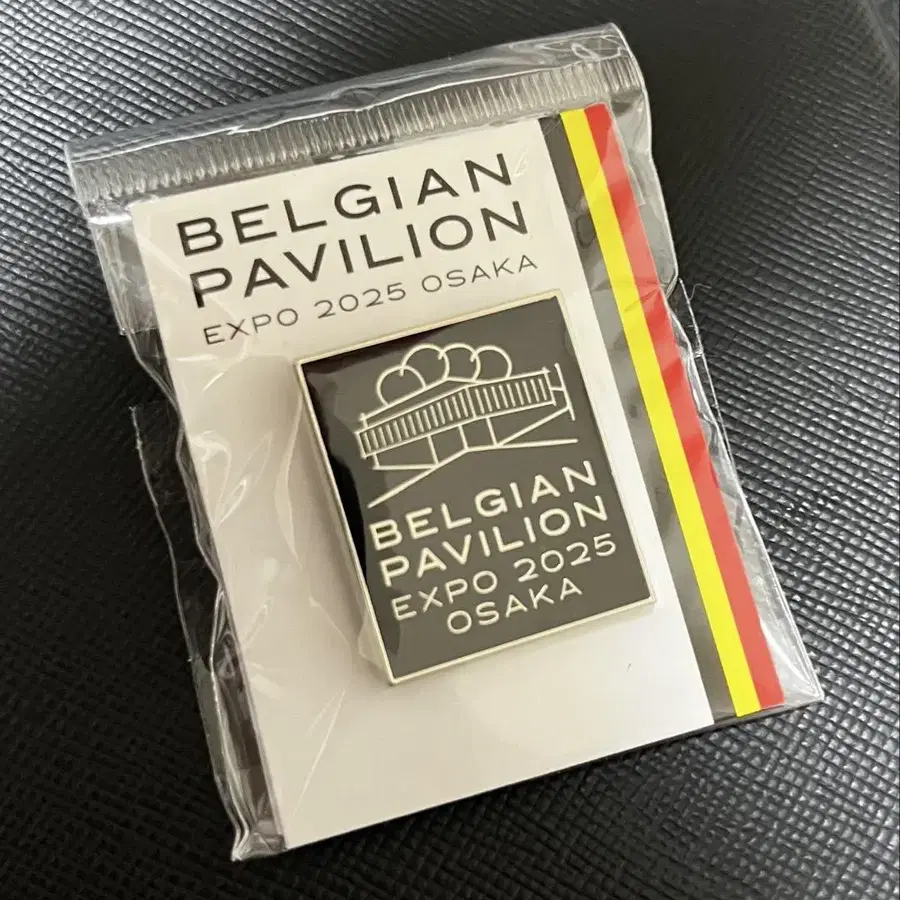 BELGIAN
PAVILION
EXPO 2025 OSAKA
BELGIAN
PAVILION
EXPO 2025
OSAKA